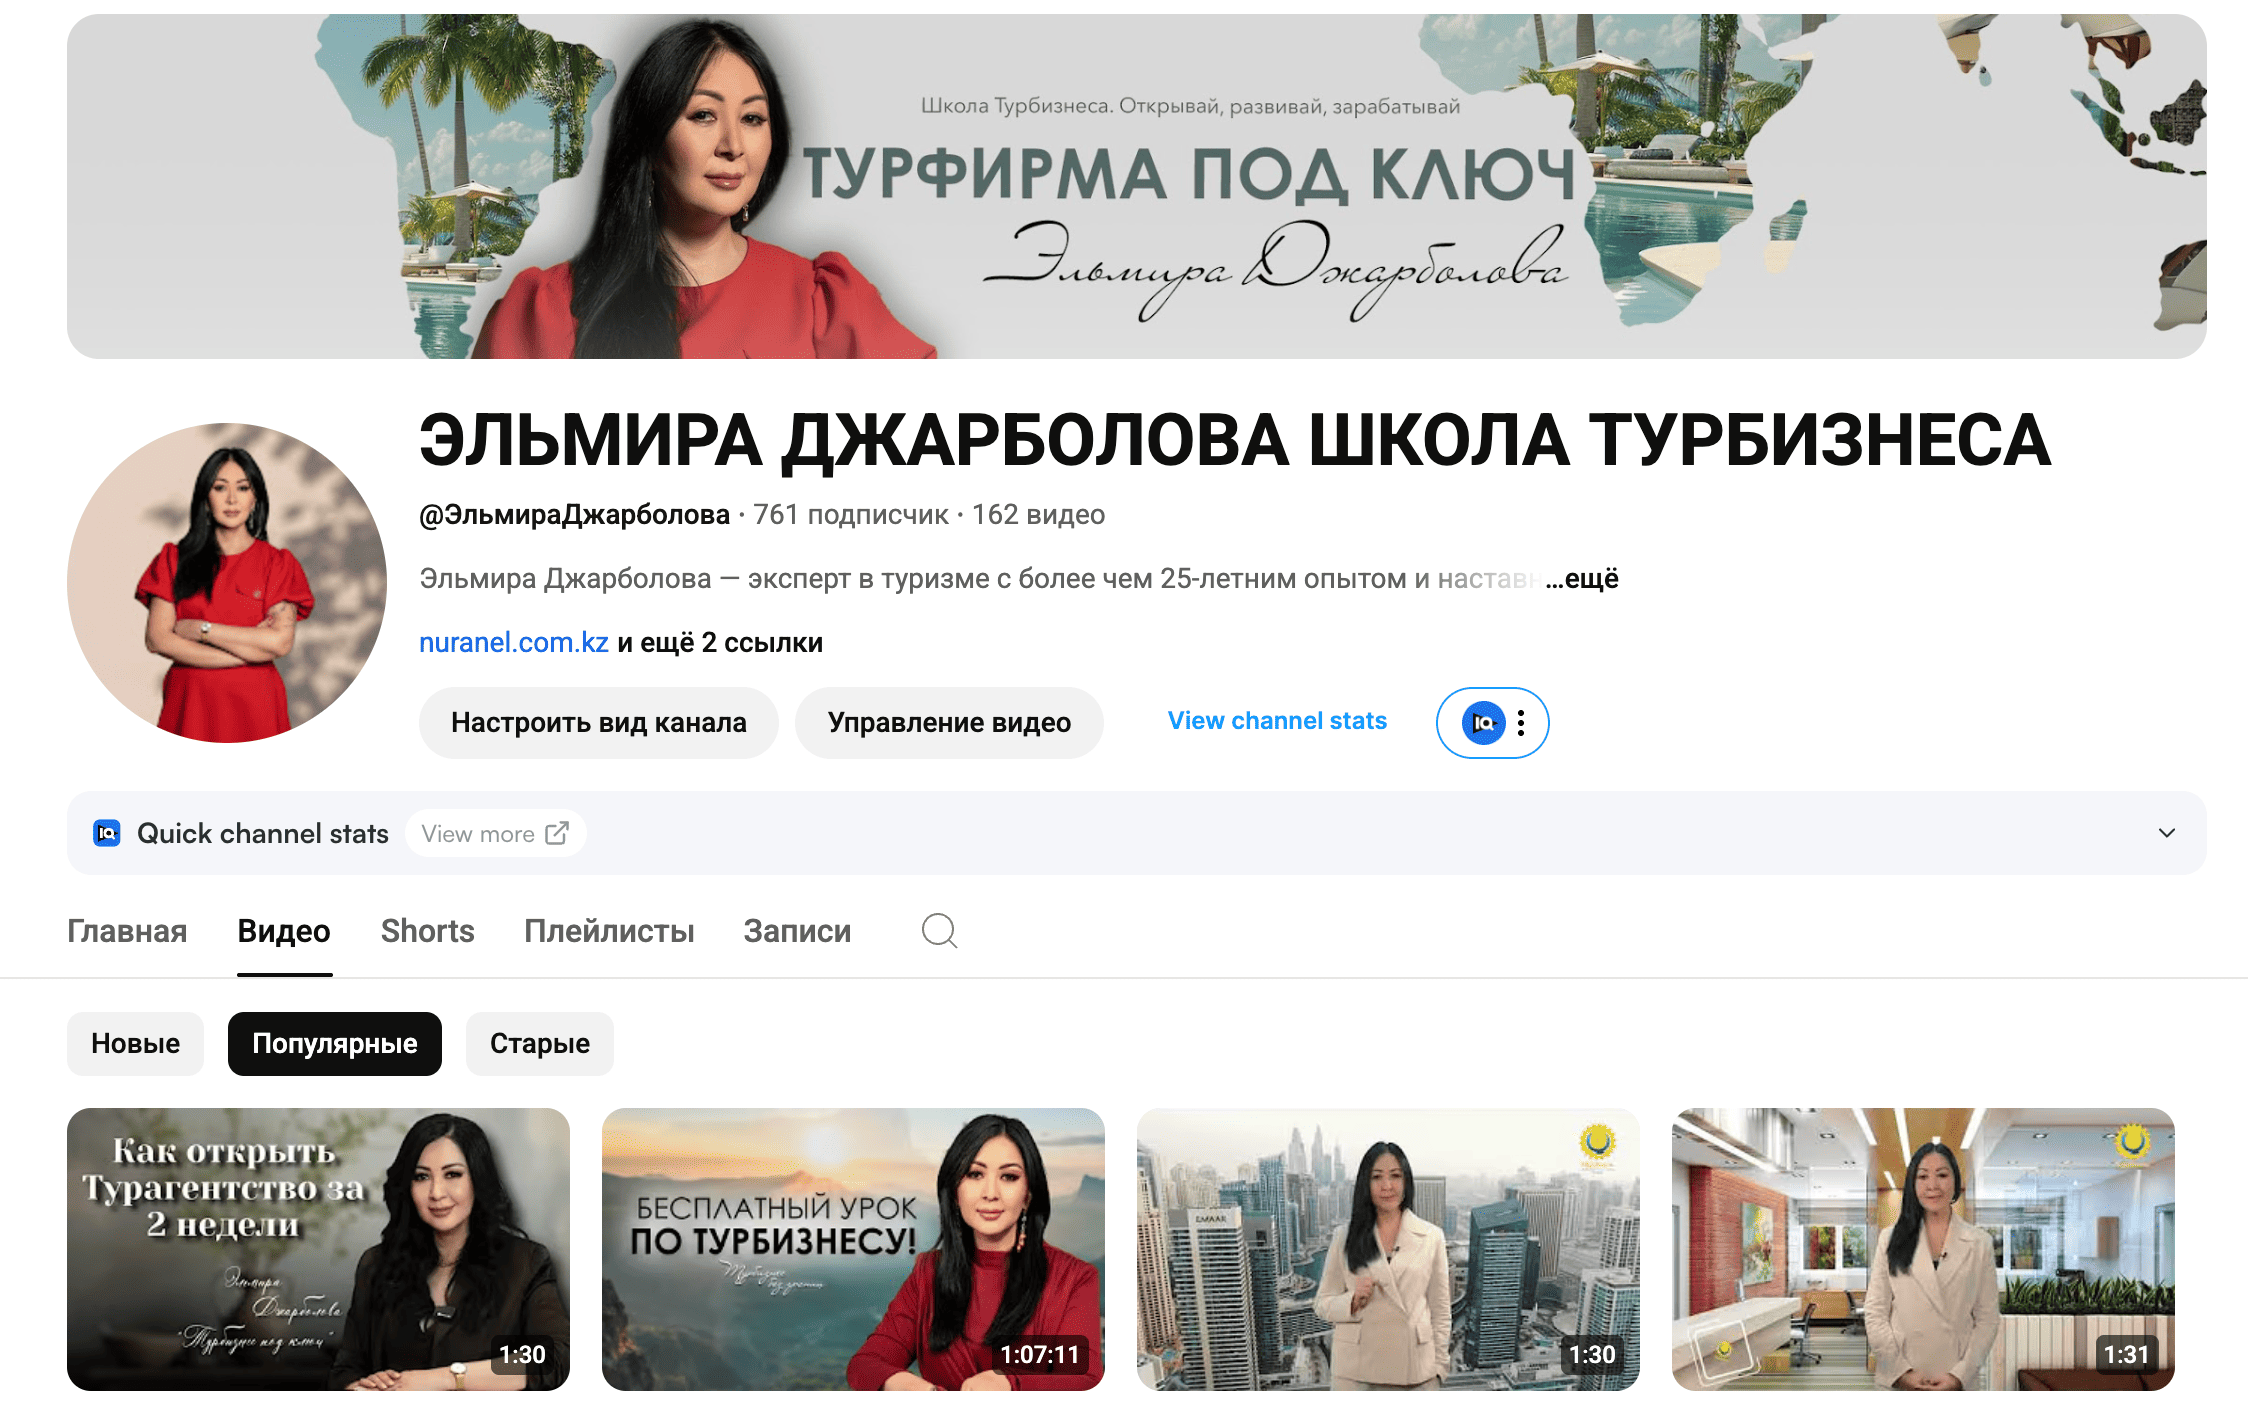 Школа Турбизнеса. Открывай, развивай, зарабатывай
ТУРФИРМА ПОД КЛЮЧ
Эльмира Джарболова
ЭЛЬМИРА ДЖАРБОЛОВА ШКОЛА ТУРБИЗНЕСА
@ЭльмираДжарболова · 761 подписчик · 162 видео
Эльмира Джарболова — эксперт в туризме с более чем 25-летним опытом и наставн ...ещё
nuranel.com.kz и ещё 2 ссылки
Настроить вид канала
Управление видео
View channel stats
IQ
IQ
Quick channel stats
View more
Главная
Видео
Shorts
Плейлисты
Записи
Новые
Популярные
Старые
Как открыть
Турагентство за
2 недели
Эльмира
Джарболова
"Турбизнес под ключ"
1:30
БЕСПЛАТНЫЙ УРОК
ПО ТУРБИЗНЕСУ!
Турбизнес
1:07:11
EMAAR
1:30
1:31